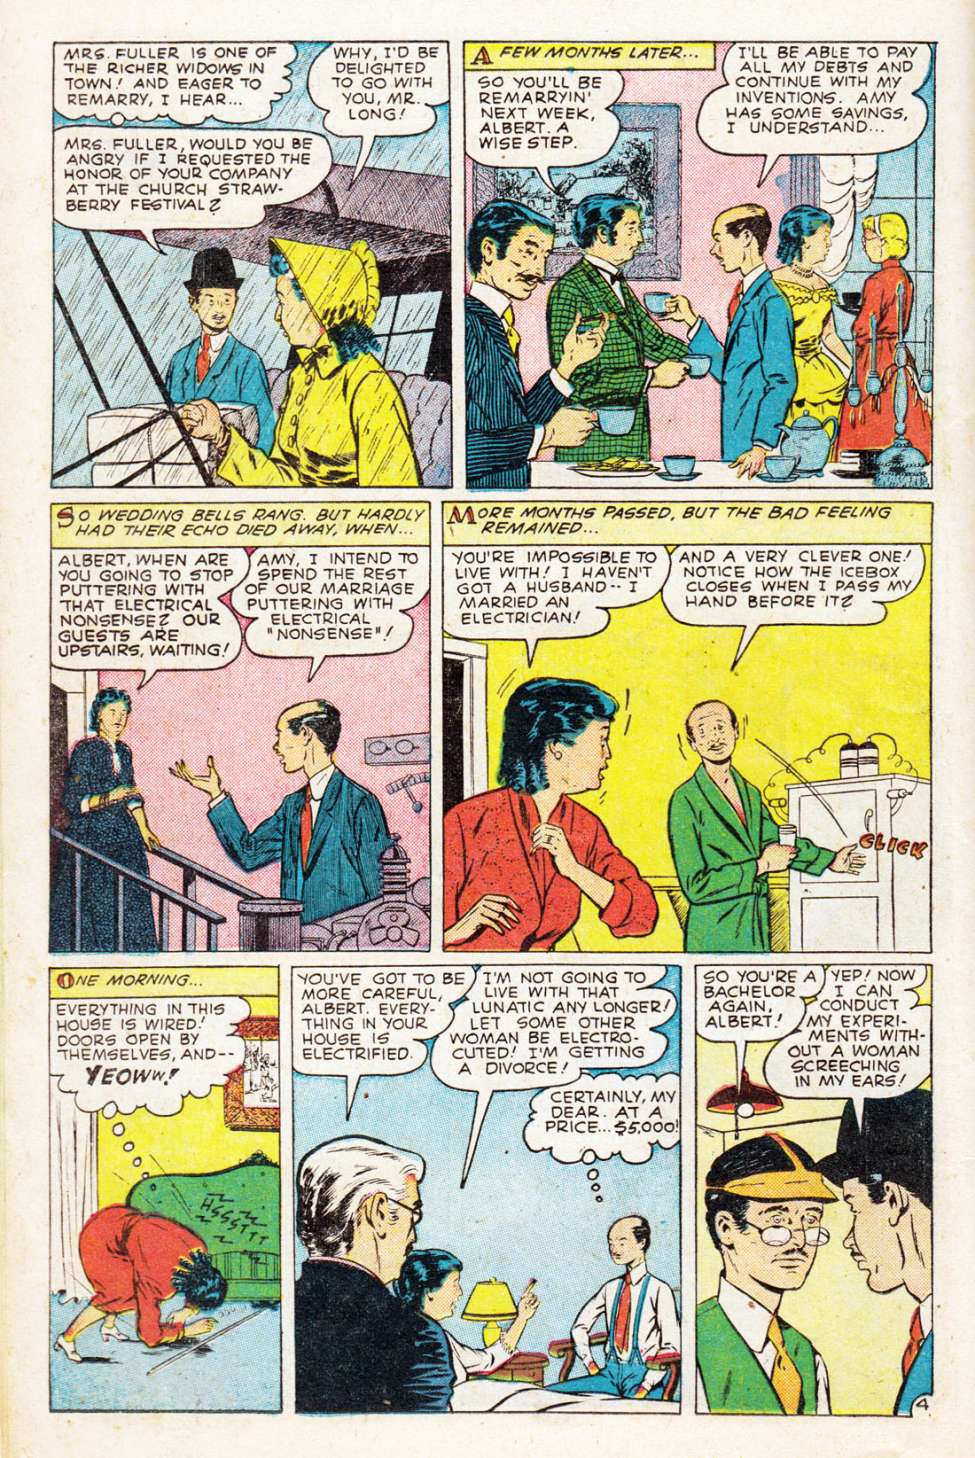 MRS. FULLER IS ONE OF
THE RICHER WIDOWS IN
TOWN! AND EAGER TO
REMARRY, I HEAR...
WHY, I'D BE
DELIGHTED
TO GO WITH
YOU, MR.
LONG!
MRS. FULLER, WOULD YOU BE
ANGRY IF I REQUESTED THE
HONOR OF YOUR COMPANY
AT THE CHURCH STRAW-
BERRY FESTIVAL?
A FEW MONTHS LATER...
SO YOU'LL BE
REMARRYIN'
NEXT WEEK,
ALBERT. A
WISE STEP.
I'LL BE ABLE TO PAY
ALL MY DEBTS AND
CONTINUE WITH MY
INVENTIONS. AMY
HAS SOME SAVINGS,
I UNDERSTAND...
SO WEDDING BELLS RANG. BUT HARDLY
HAD THEIR ECHO DIED AWAY, WHEN...
ALBERT, WHEN ARE
YOU GOING TO STOP
PUTTERING WITH
THAT ELECTRICAL
NONSENSE? OUR
GUESTS ARE
UPSTAIRS, WAITING!
AMY, I INTEND TO
SPEND THE REST
OF OUR MARRIAGE
PUTTERING WITH
ELECTRICAL
"NONSENSE"!
MORE MONTHS PASSED, BUT THE BAD FEELING
REMAINED...
YOU'RE IMPOSSIBLE TO
LIVE WITH! I HAVEN'T
GOT A HUSBAND-- I
MARRIED AN
ELECTRICIAN!
AND A VERY CLEVER ONE!
NOTICE HOW THE ICEBOX
CLOSES WHEN I PASS MY
HAND BEFORE IT?
CLICK
ONE MORNING...
EVERYTHING IN THIS
HOUSE IS WIRED!
DOORS OPEN BY
THEMSELVES, AND--
YEOWW!
HSSSTTT
YOU'VE GOT TO BE
MORE CAREFUL,
ALBERT. EVERY-
THING IN YOUR
HOUSE IS
ELECTRIFIED.
I'M NOT GOING TO
LIVE WITH THAT
LUNATIC ANY LONGER!
LET SOME OTHER
WOMAN BE ELECTRO-
CUTED! I'M GETTING
A DIVORCE!
CERTAINLY, MY
DEAR. AT A
PRICE... $5,000!
SO YOU'RE A
BACHELOR
AGAIN,
ALBERT!
YEP! NOW
I CAN
CONDUCT
MY EXPERI-
MENTS WITH-
OUT A WOMAN
SCREECHING
IN MY EARS!
4